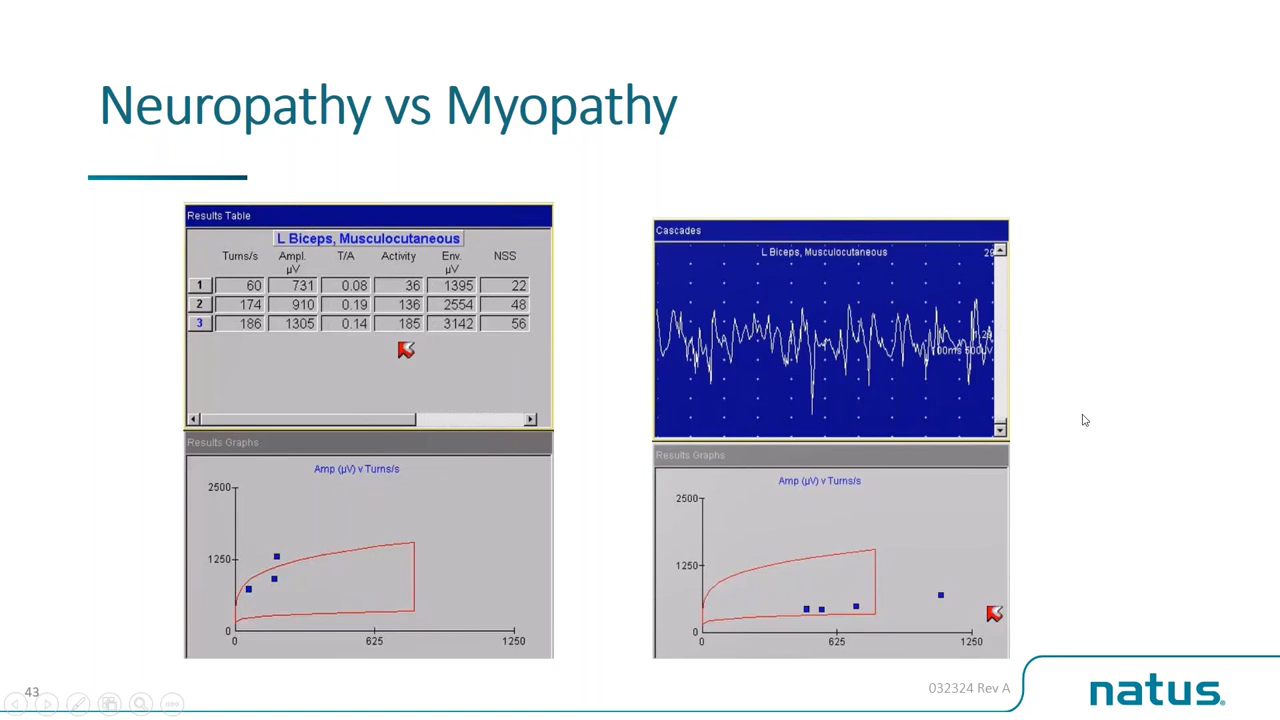 Neuropathy vs Myopathy
Results Table
L Biceps, Musculocutaneous
Turns/s Ampl. µV T/A Activity Env. µV NSS
1 60 731 0.08 36 1395 22
2 174 910 0.19 136 2554 48
3 186 1305 0.14 185 3142 56
Results Graphs
Amp (µV) v Turns/s
2500
1250
0
0 625 1250
Cascades
L Biceps, Musculocutaneous
500µV
Results Graphs
Amp (µV) v Turns/s
2500
1250
0
0 625 1250
43
032324 Rev A
natus